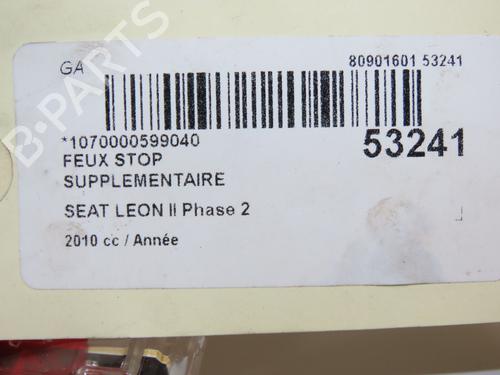 GA
80901601 53241
*1070000599040
53241
FEUX STOP
SUPPLEMENTAIRE
SEAT LEON II Phase 2
2010 cc / Année
B-PARTS